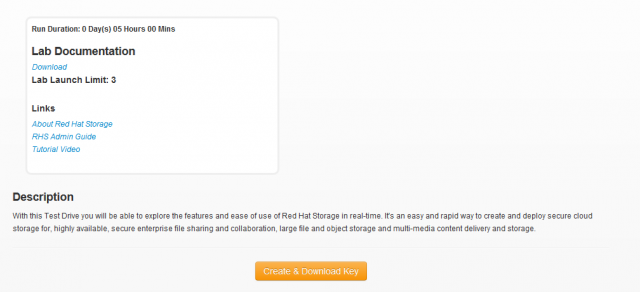 Run Duration: 0 Day(s) 05 Hours 00 Mins
Lab Documentation
Download
Lab Launch Limit: 3
Links
About Red Hat Storage
RHS Admin Guide
Tutorial Video
Description
With this Test Drive you will be able to explore the features and ease of use of Red Hat Storage in real-time. It's an easy and rapid way to create and deploy secure cloud
storage for, highly available, secure enterprise file sharing and collaboration, large file and object storage and multi-media content delivery and storage.
Create & Download Key